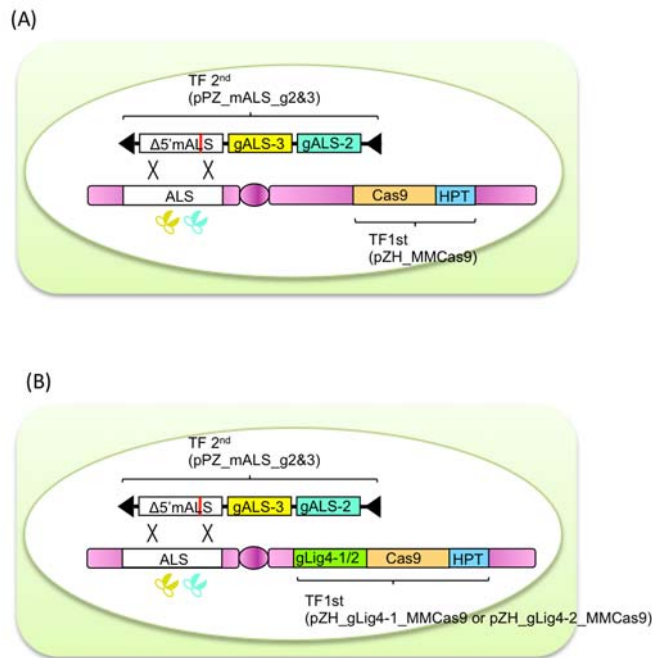 (A)
TF 2nd
(pPZ_mALS_g2&3)
Δ5'mALS gALS-3 gALS-2
ALS Cas9 HPT
TF1st
(pZH_MMCas9)
(B)
TF 2nd
(pPZ_mALS_g2&3)
Δ5'mALS gALS-3 gALS-2
ALS gLig4-1/2 Cas9 HPT
TF1st
(pZH_gLig4-1_MMCas9 or pZH_gLig4-2_MMCas9)